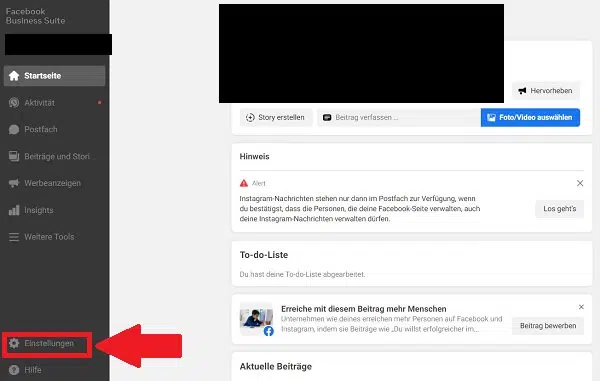 Facebook
Business Suite
Startseite
Aktivität
Postfach
Beiträge und Stori ...
Werbeanzeigen
Insights
Weitere Tools
Einstellungen
Hilfe
Hervorheben
Story erstellen
Beitrag verfassen ...
Foto/Video auswählen
Hinweis
Alert
Instagram-Nachrichten stehen nur dann im Postfach zur Verfügung, wenn
du bestätigst, dass die Personen, die deine Facebook-Seite verwalten, auch
deine Instagram-Nachrichten verwalten dürfen.
Los geht's
To-do-Liste
Du hast deine To-do-Liste abgearbeitet.
Erreiche mit diesem Beitrag mehr Menschen
Unternehmen wie deines erreichen mehr Personen auf Facebook und
Instagram, indem sie Beiträge wie „Du willst erfolgreicher im...
Beitrag bewerben
Aktuelle Beiträge